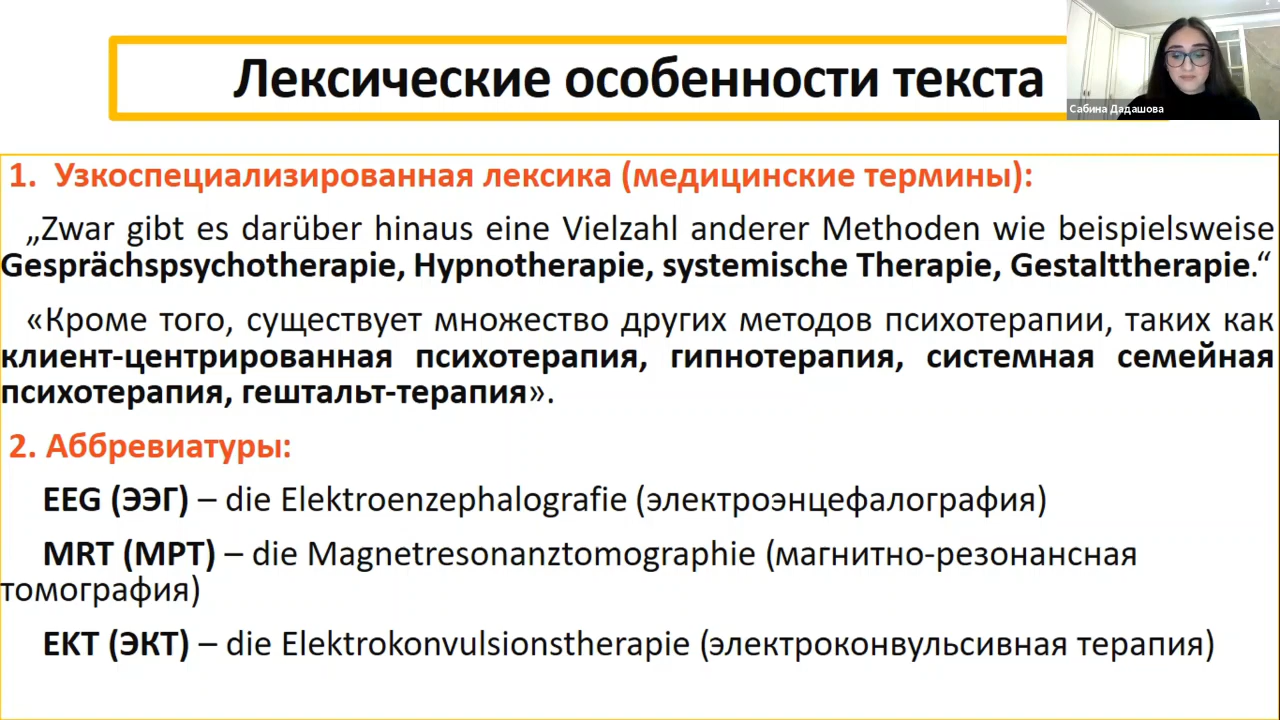 Лексические особенности текста
Сабина Дадашова
1. Узкоспециализированная лексика (медицинские термины):
„Zwar gibt es darüber hinaus eine Vielzahl anderer Methoden wie beispielsweise
Gesprächspsychotherapie, Hypnotherapie, systemische Therapie, Gestalttherapie.“
«Кроме того, существует множество других методов психотерапии, таких как
клиент-центрированная психотерапия, гипнотерапия, системная семейная
психотерапия, гештальт-терапия».
2. Аббревиатуры:
EEG (ЭЭГ) – die Elektroenzephalografie (электроэнцефалография)
MRT (МРТ) – die Magnetresonanztomographie (магнитно-резонансная
томография)
EKT (ЭКТ) – die Elektrokonvulsionstherapie (электроконвульсивная терапия)